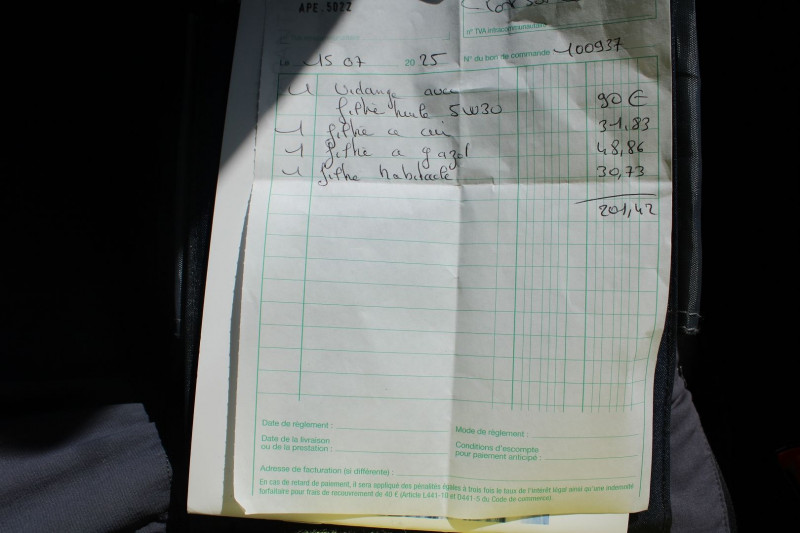 APE.5022
n° TVA intracommunautaire
Le 15 07 2025 N° du bon de commande 100937
1 Vidange avec
filtre huile 5W30 90 €
1 filtre a air 31,83
1 filtre a gazol 48,86
1 filtre habitacle 30,73
201,42
Date de règlement :
Mode de règlement :
Date de la livraison
ou de la prestation :
Conditions d'escompte
pour paiement anticipé :
Adresse de facturation (si différente) :
En cas de retard de paiement, il sera appliqué des pénalités égales à trois fois le taux de l'intérêt légal ainsi qu'une indemnité
forfaitaire pour frais de recouvrement de 40 € (Article L441-10 et D441-5 du Code de commerce).